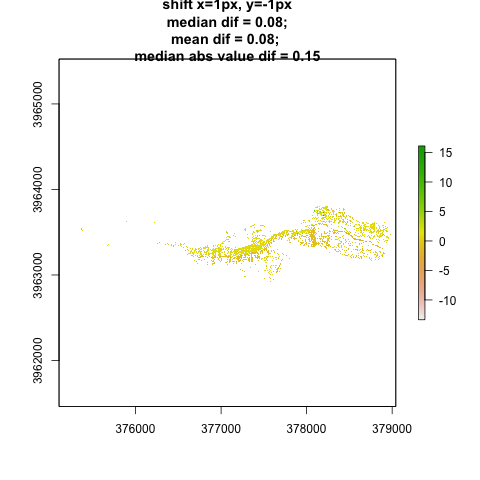 shift x=1px, y=-1px
median dif = 0.08;
mean dif = 0.08;
median abs value dif = 0.15
3965000
3964000
3963000
3962000
376000 377000 378000 379000
15
10
5
0
-5
-10